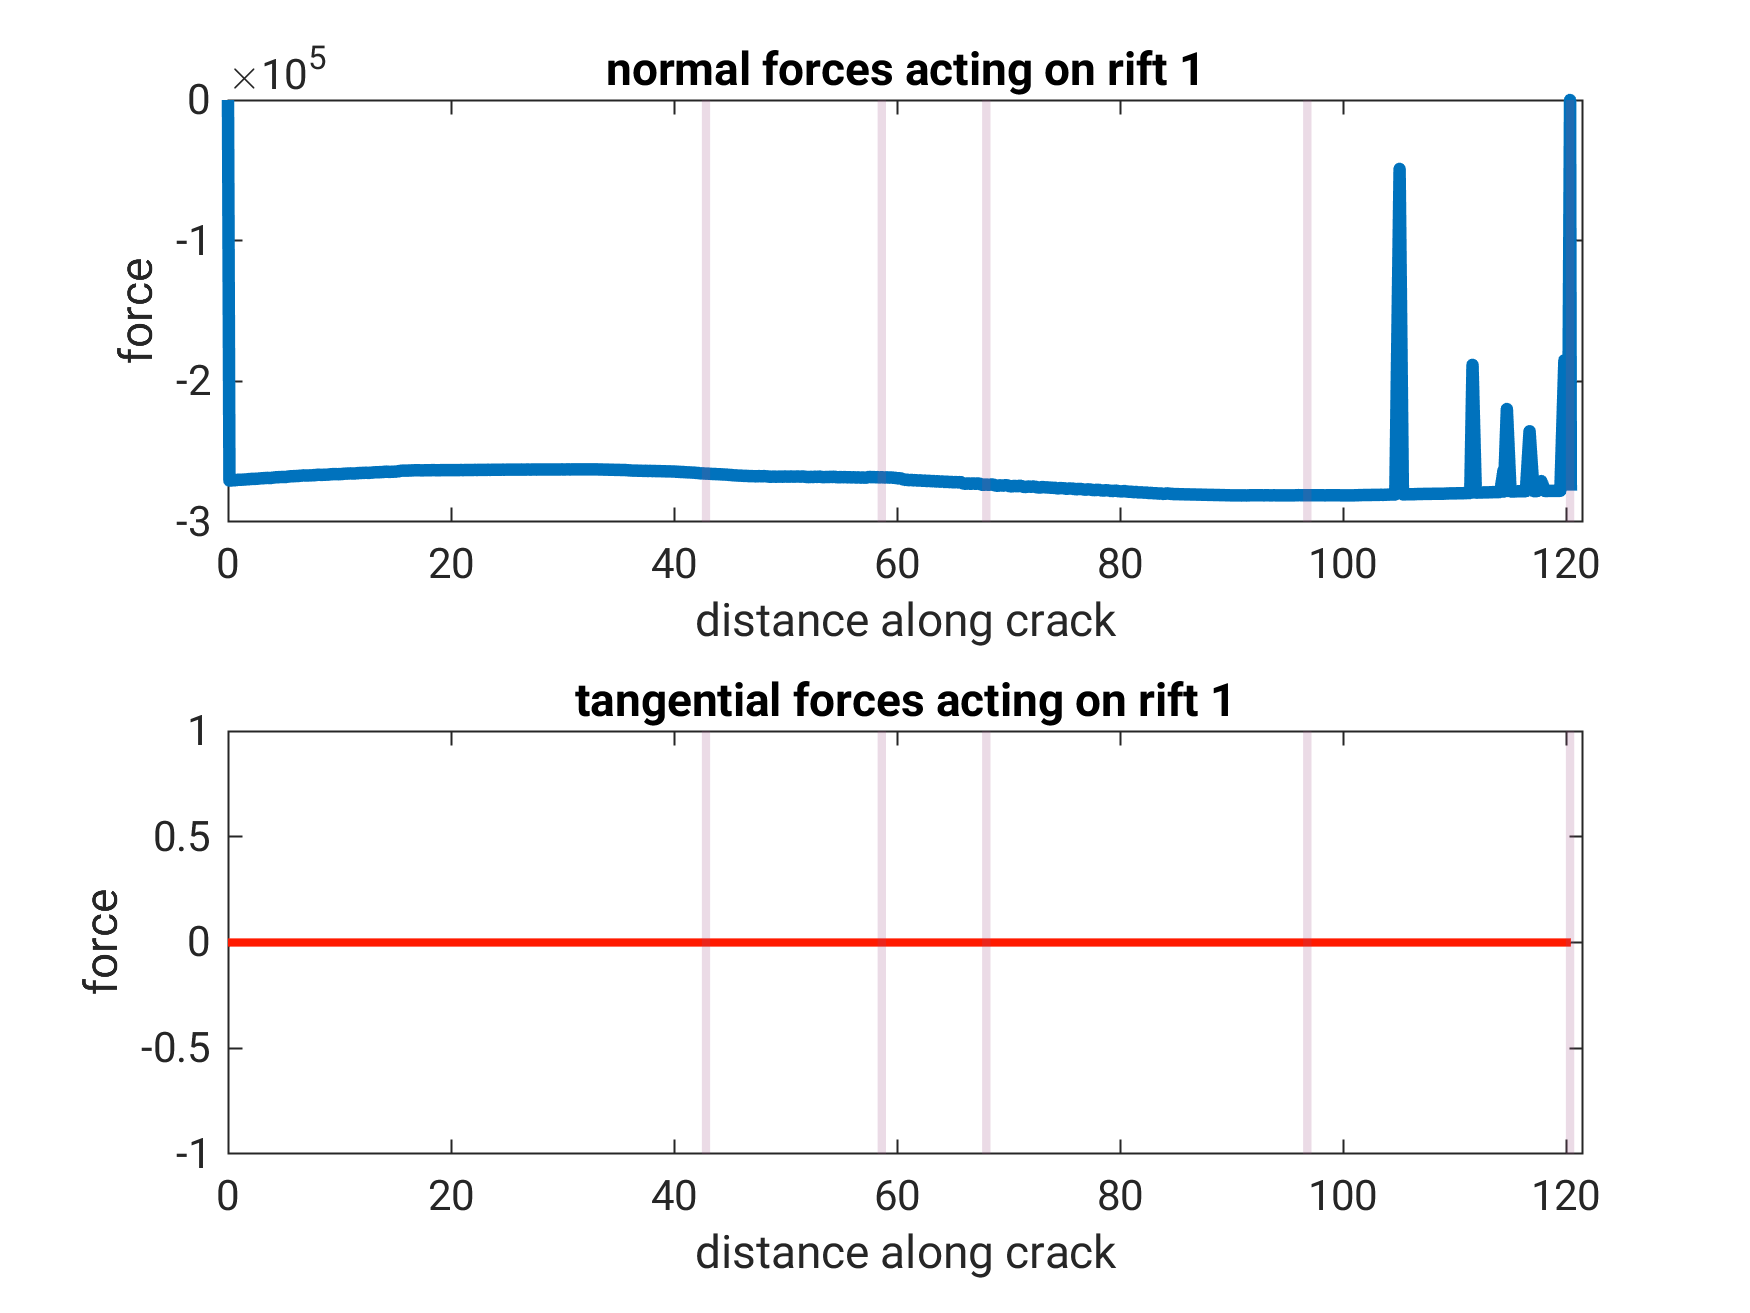 ×10⁵
normal forces acting on rift 1
0
-1
-2
-3
force
0 20 40 60 80 100 120
distance along crack
tangential forces acting on rift 1
1
0.5
0
-0.5
-1
force
0 20 40 60 80 100 120
distance along crack